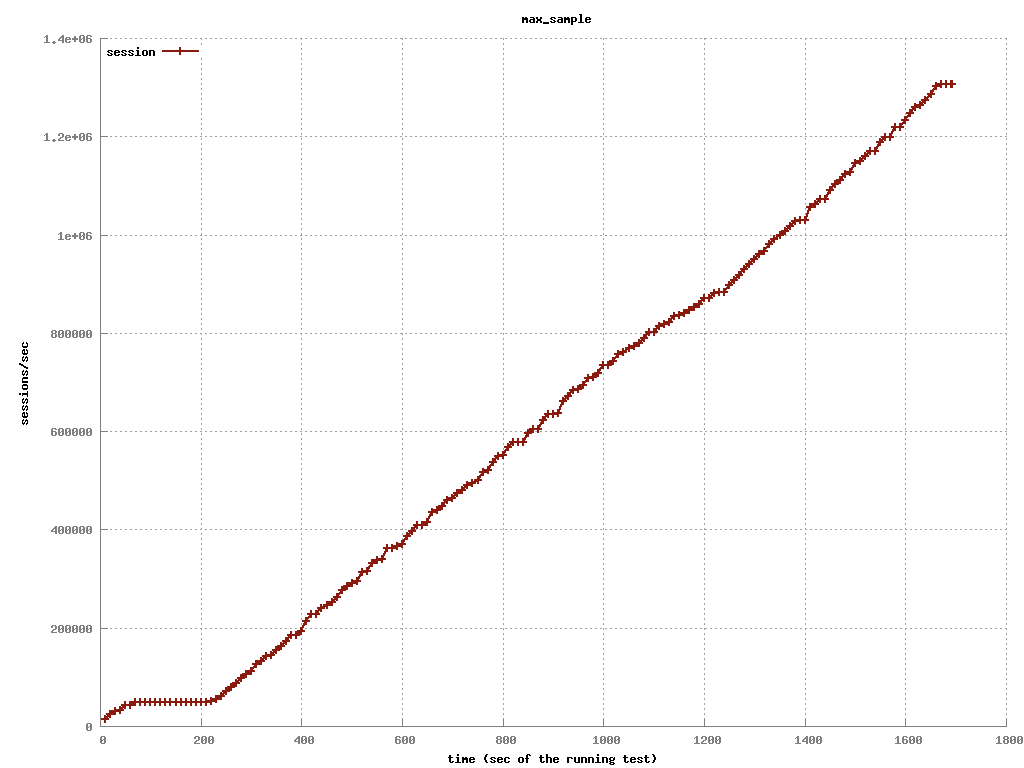 max_sample
1.4e+06
session
1.2e+06
1e+06
800000
sessions/sec
600000
400000
200000
0
0 200 400 600 800 1000 1200 1400 1600 1800
time (sec of the running test)